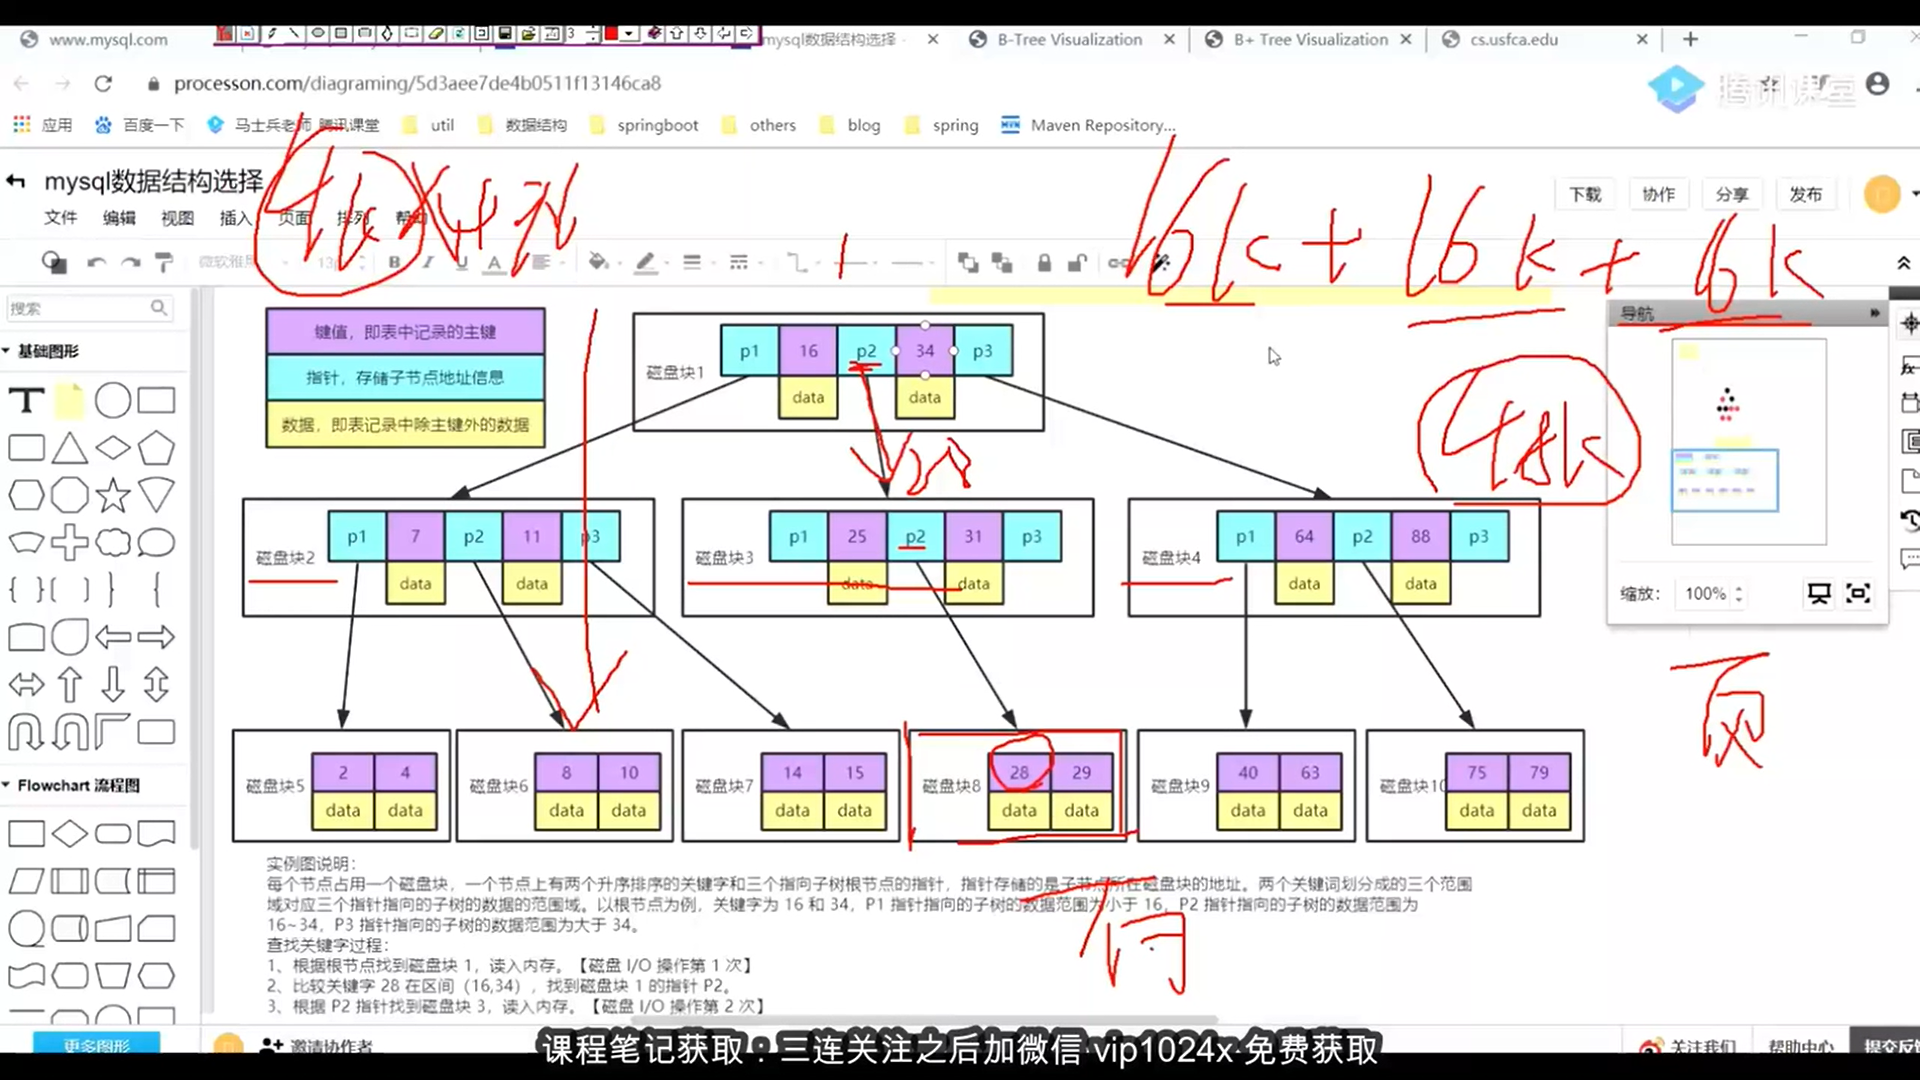 www.mysql.com
mysql数据结构选择
B-Tree Visualization
B+ Tree Visualization
cs.usfca.edu
processon.com/diagraming/5d3aee7de4b0511f13146ca8
腾讯课堂
应用 百度一下 马士兵老师 腾讯课堂 util 数据结构 springboot others blog spring Maven Repository...
mysql数据结构选择
文件 编辑 视图 插入 页面 排列 帮助
下载 协作 分享 发布
4k × 4
16k + 16k + 16k
微软雅黑 13px B I U A
搜索
基础图形
T
Flowchart 流程图
更多图形
键值，即表中记录的主键
指针，存储子节点地址信息
数据，即表记录中除主键外的数据
磁盘块1 p1 16 p2 34 p3
data data
28
48k
磁盘块2 p1 7 p2 11 p3
data data
磁盘块3 p1 25 p2 31 p3
data data
磁盘块4 p1 64 p2 88 p3
data data
导航
缩放： 100%
页
磁盘块5 2 4
data data
磁盘块6 8 10
data data
磁盘块7 14 15
data data
磁盘块8 28 29
data data
磁盘块9 40 63
data data
磁盘块10 75 79
data data
实例图说明：
每个节点占用一个磁盘块，一个节点上有两个升序排序的关键字和三个指向子树根节点的指针，指针存储的是子节点所在磁盘块的地址。两个关键词划分成的三个范围
域对应三个指针指向的子树的数据的范围域。以根节点为例，关键字为 16 和 34，P1 指针指向的子树的数据范围为小于 16，P2 指针指向的子树的数据范围为
16~34，P3 指针指向的子树的数据范围为大于 34。
查找关键字过程：
1、根据根节点找到磁盘块 1，读入内存。【磁盘 I/O 操作第 1 次】
2、比较关键字 28 在区间（16,34），找到磁盘块 1 的指针 P2。
3、根据 P2 指针找到磁盘块 3，读入内存。【磁盘 I/O 操作第 2 次】
邀请协作者
关注我们 帮助中心 提交反馈
课程笔记获取：三连关注之后加微信 vip1024x 免费获取